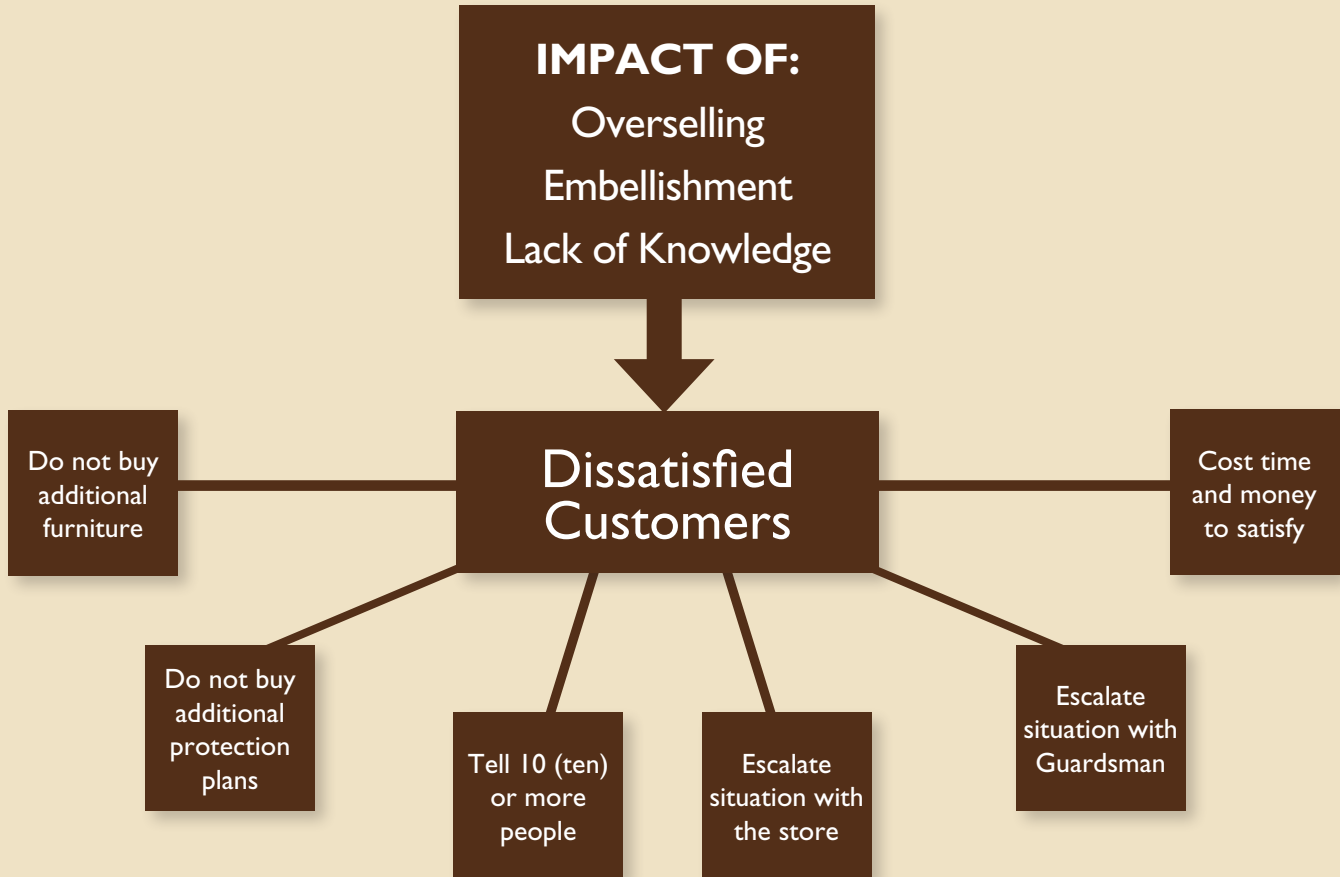 IMPACT OF:
Overselling
Embellishment
Lack of Knowledge
Dissatisfied
Customers
Do not buy
additional
furniture
Cost time
and money
to satisfy
Do not buy
additional
protection
plans
Tell 10 (ten)
or more
people
Escalate
situation with
the store
Escalate
situation with
Guardsman